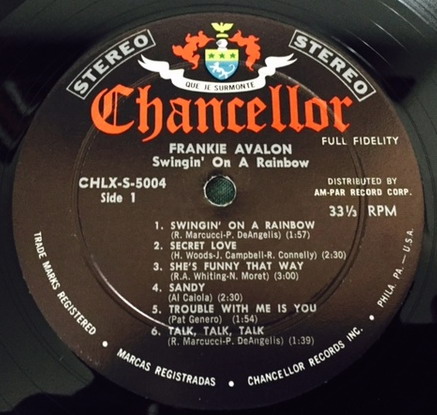 STEREO
STEREO
QUE JE SURMONTE
Chancellor
FULL FIDELITY
FRANKIE AVALON
Swingin' On A Rainbow
CHLX-S-5004
Side 1
DISTRIBUTED BY
AM-PAR RECORD CORP.
33⅓ RPM
1. SWINGIN' ON A RAINBOW
(R. Marcucci-P. DeAngelis) (1:57)
2. SECRET LOVE
(H. Woods-J. Campbell-R. Connelly) (2:30)
3. SHE'S FUNNY THAT WAY
(R.A. Whiting-N. Moret) (3:00)
4. SANDY
(Al Caiola) (2:30)
5. TROUBLE WITH ME IS YOU
(Pat Genero) (1:54)
6. TALK, TALK, TALK
(R. Marcucci-P. DeAngelis) (1:39)
TRADE MARKS REGISTERED • MARCAS REGISTRADAS • CHANCELLOR RECORDS INC. • PHILA. PA. — U.S.A.